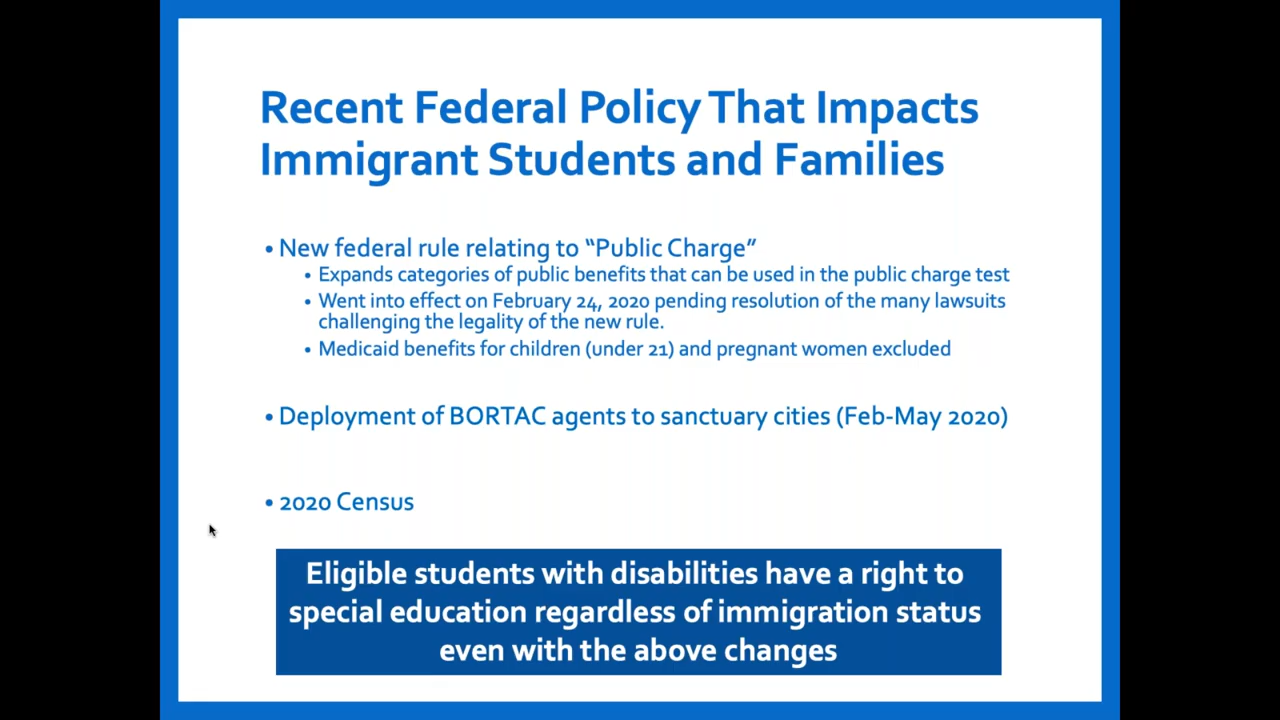 Recent Federal Policy That Impacts
Immigrant Students and Families
• New federal rule relating to “Public Charge”
• Expands categories of public benefits that can be used in the public charge test
• Went into effect on February 24, 2020 pending resolution of the many lawsuits
challenging the legality of the new rule.
• Medicaid benefits for children (under 21) and pregnant women excluded
• Deployment of BORTAC agents to sanctuary cities (Feb-May 2020)
• 2020 Census
Eligible students with disabilities have a right to
special education regardless of immigration status
even with the above changes